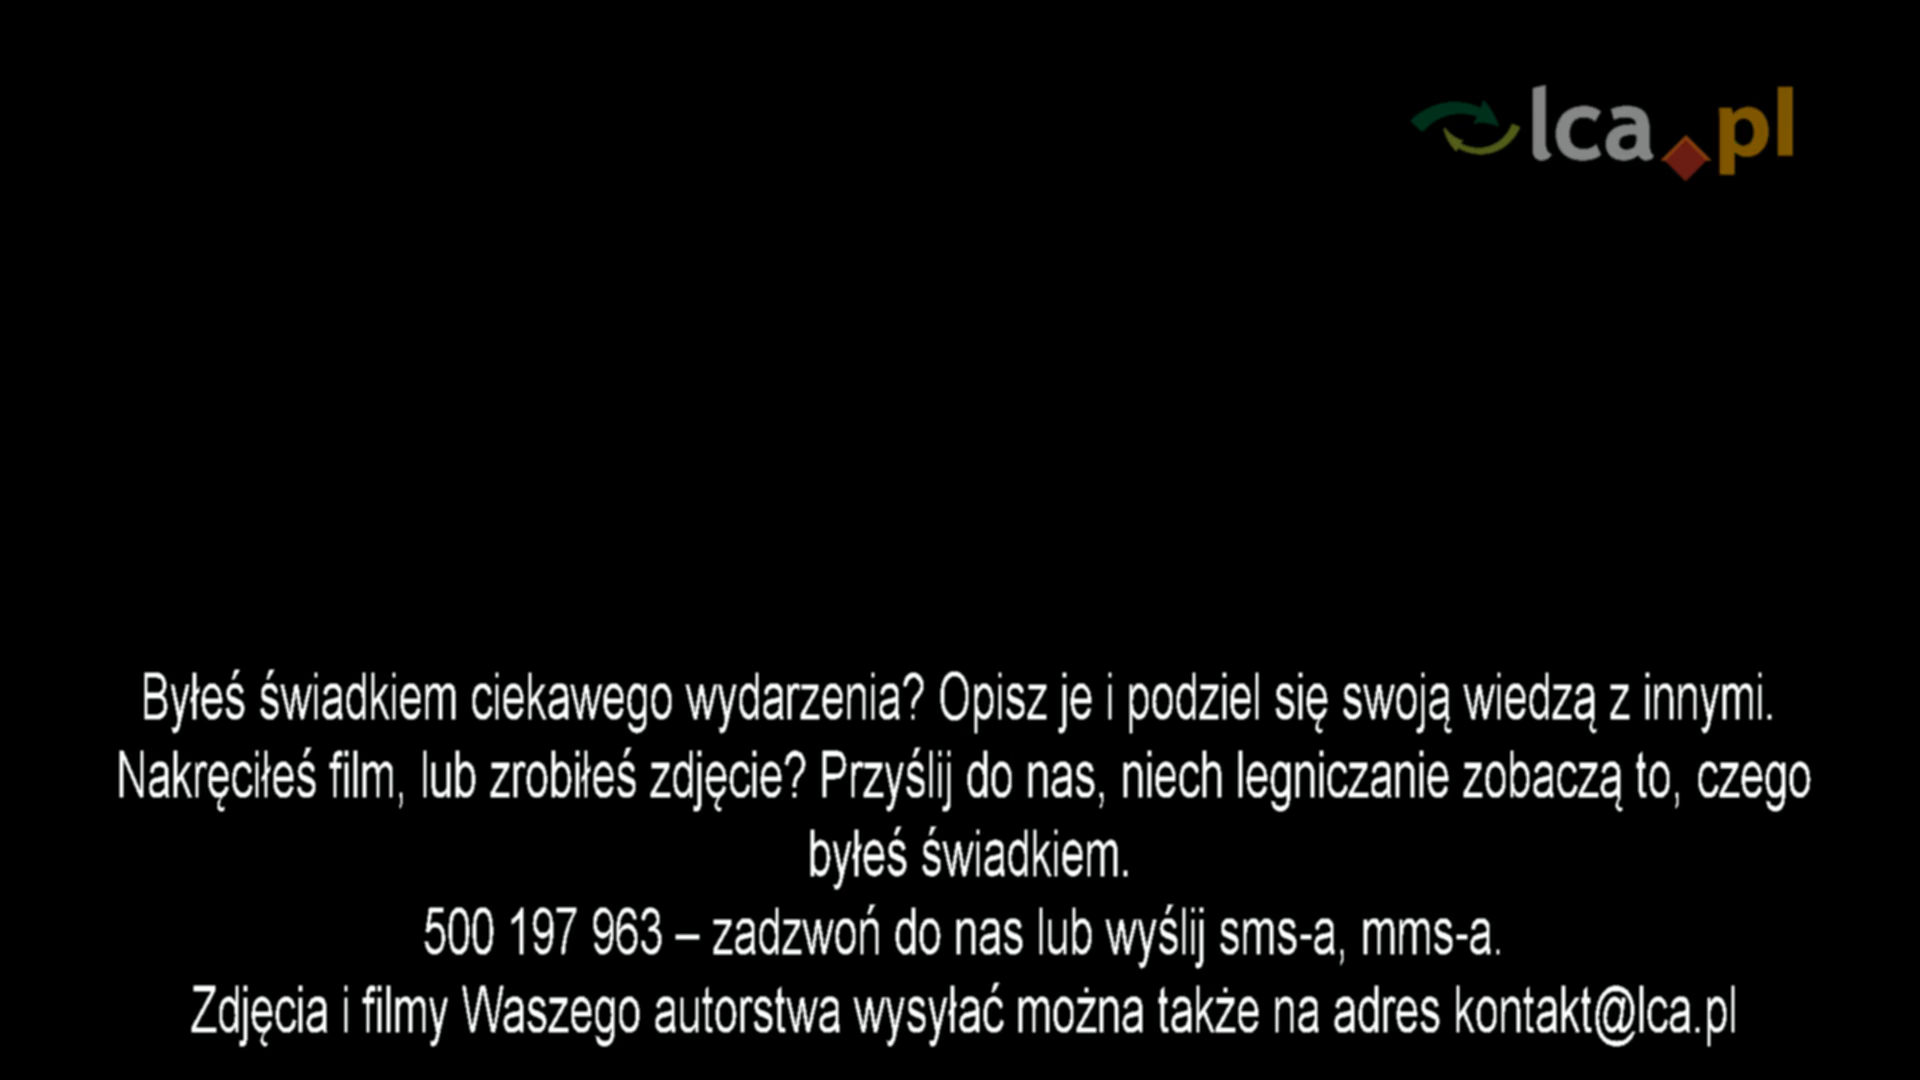 lca.pl
Byłeś świadkiem ciekawego wydarzenia? Opisz je i podziel się swoją wiedzą z innymi.
Nakręciłeś film, lub zrobiłeś zdjęcie? Przyślij do nas, niech legniczanie zobaczą to, czego
byłeś świadkiem.
500 197 963 – zadzwoń do nas lub wyślij sms-a, mms-a.
Zdjęcia i filmy Waszego autorstwa wysyłać można także na adres kontakt@lca.pl